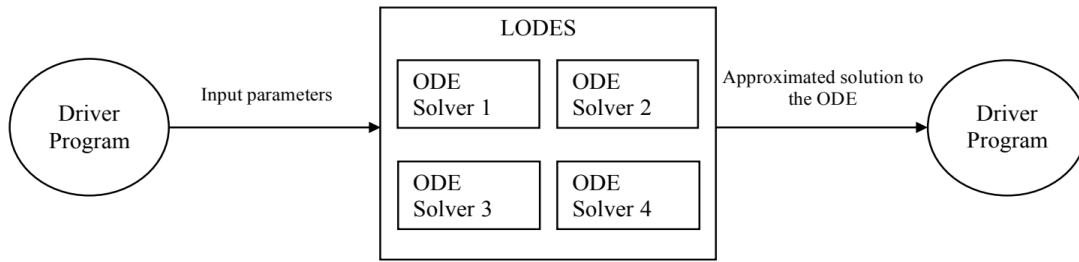 Driver
Program
Input parameters
LODES
ODE
Solver 1
ODE
Solver 2
ODE
Solver 3
ODE
Solver 4
Approximated solution to
the ODE
Driver
Program